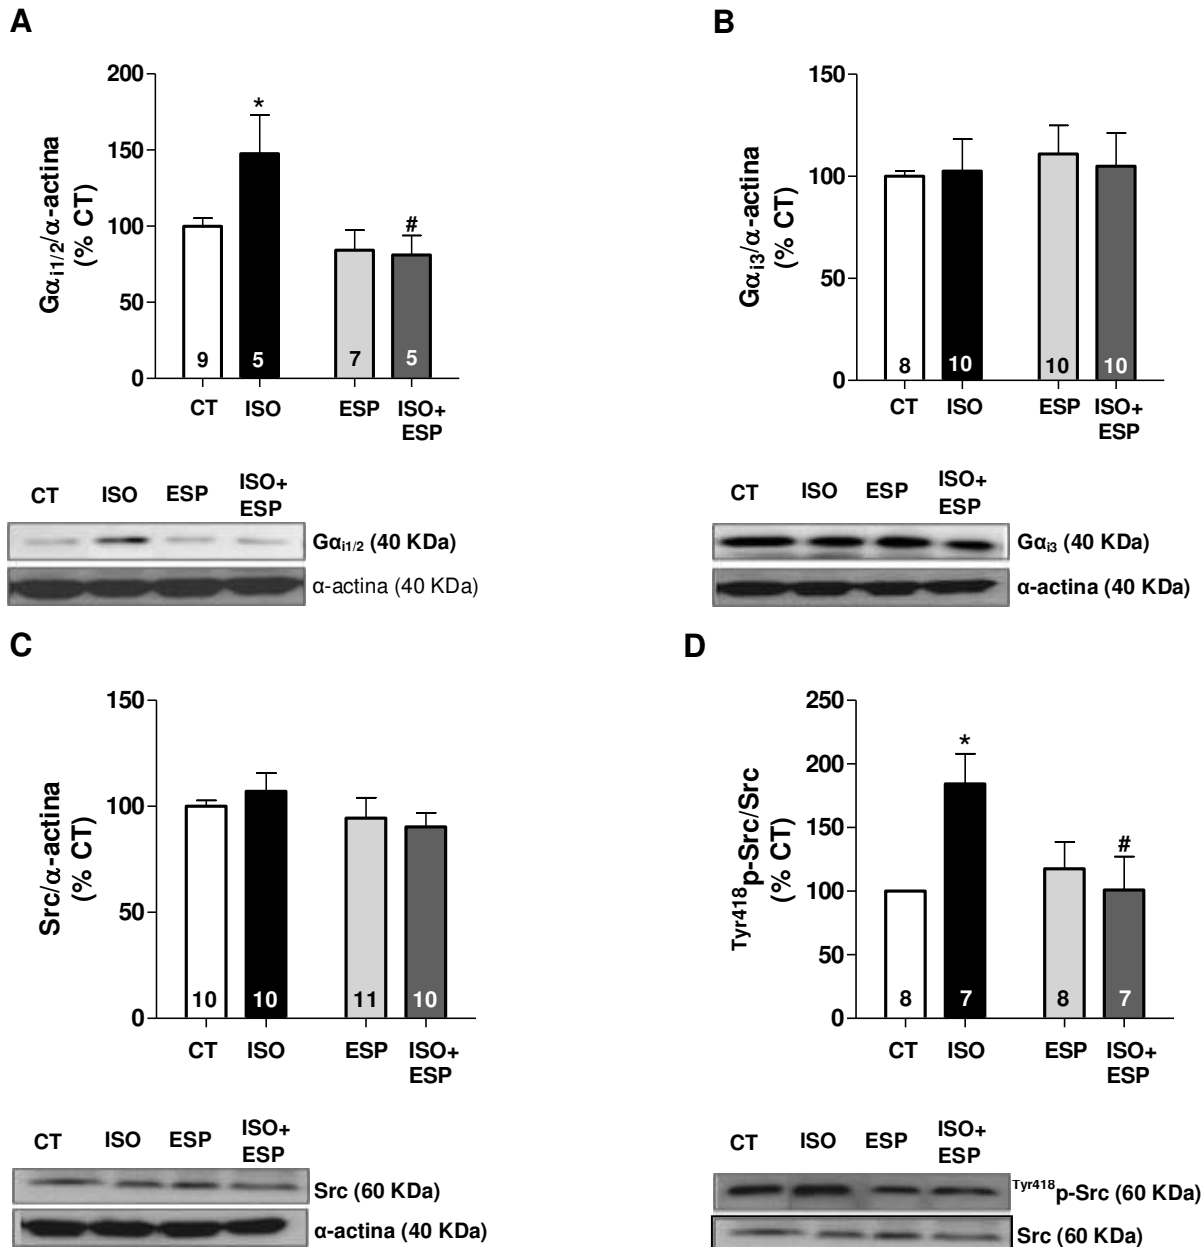 A
200
150
100
50
0
Gαi1/2/α-actina
(% CT)
*
#
9
5
7
5
CT
ISO
ESP
ISO+
ESP
CT
ISO
ESP
ISO+
ESP
Gαi1/2 (40 KDa)
α-actina (40 KDa)
B
150
100
50
0
Gαi3/α-actina
(% CT)
8
10
10
10
CT
ISO
ESP
ISO+
ESP
CT
ISO
ESP
ISO+
ESP
Gαi3 (40 KDa)
α-actina (40 KDa)
C
150
100
50
0
Src/α-actina
(% CT)
10
10
11
10
CT
ISO
ESP
ISO+
ESP
CT
ISO
ESP
ISO+
ESP
Src (60 KDa)
α-actina (40 KDa)
D
250
200
150
100
50
0
Tyr418p-Src/Src
(% CT)
*
#
8
7
8
7
CT
ISO
ESP
ISO+
ESP
CT
ISO
ESP
ISO+
ESP
Tyr418p-Src (60 KDa)
Src (60 KDa)